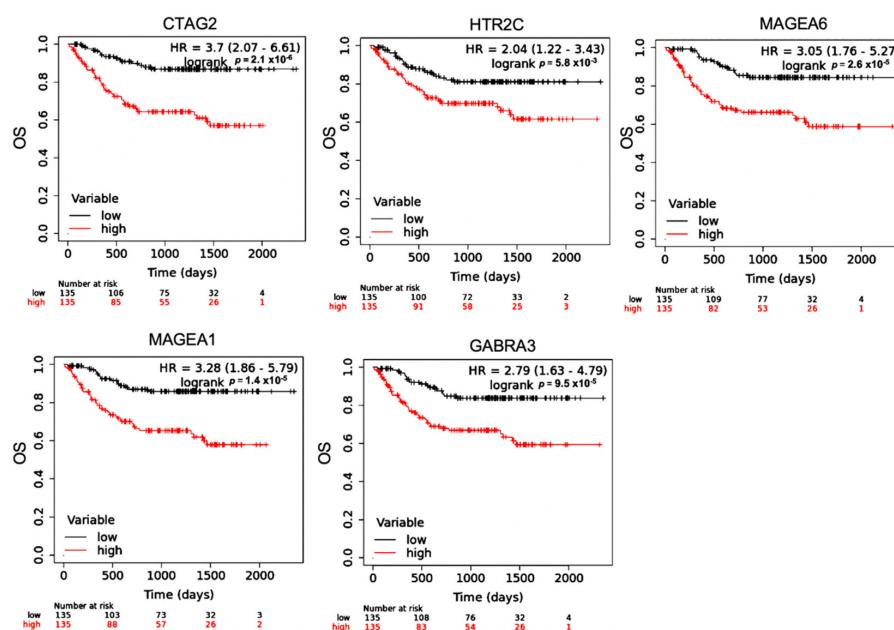 CTAG2
HR = 3.7 (2.07 - 6.61)
logrank p = 2.1 x10-6
OS
1.0
0.8
0.6
0.4
0.2
0.0
Variable
low
high
0 500 1000 1500 2000
Time (days)
Number at risk
low 135 106 75 32 4
high 135 85 55 26 1
HTR2C
HR = 2.04 (1.22 - 3.43)
logrank p = 5.8 x10-3
OS
1.0
0.8
0.6
0.4
0.2
0.0
Variable
low
high
0 500 1000 1500 2000
Time (days)
Number at risk
low 135 100 72 33 2
high 135 91 58 25 3
MAGEA6
HR = 3.05 (1.76 - 5.27
logrank p = 2.6 x10-5
OS
1.0
0.8
0.6
0.4
0.2
0.0
Variable
low
high
0 500 1000 1500 2000
Time (days)
Number at risk
low 135 109 77 32 4
high 135 82 53 26 1
MAGEA1
HR = 3.28 (1.86 - 5.79)
logrank p = 1.4 x10-5
OS
1.0
0.8
0.6
0.4
0.2
0.0
Variable
low
high
0 500 1000 1500 2000
Time (days)
Number at risk
low 135 103 73 32 3
high 135 88 57 26 2
GABRA3
HR = 2.79 (1.63 - 4.79)
logrank p = 9.5 x10-5
OS
1.0
0.8
0.6
0.4
0.2
0.0
Variable
low
high
0 500 1000 1500 2000
Time (days)
Number at risk
low 135 108 76 32 4
high 135 83 54 26 1